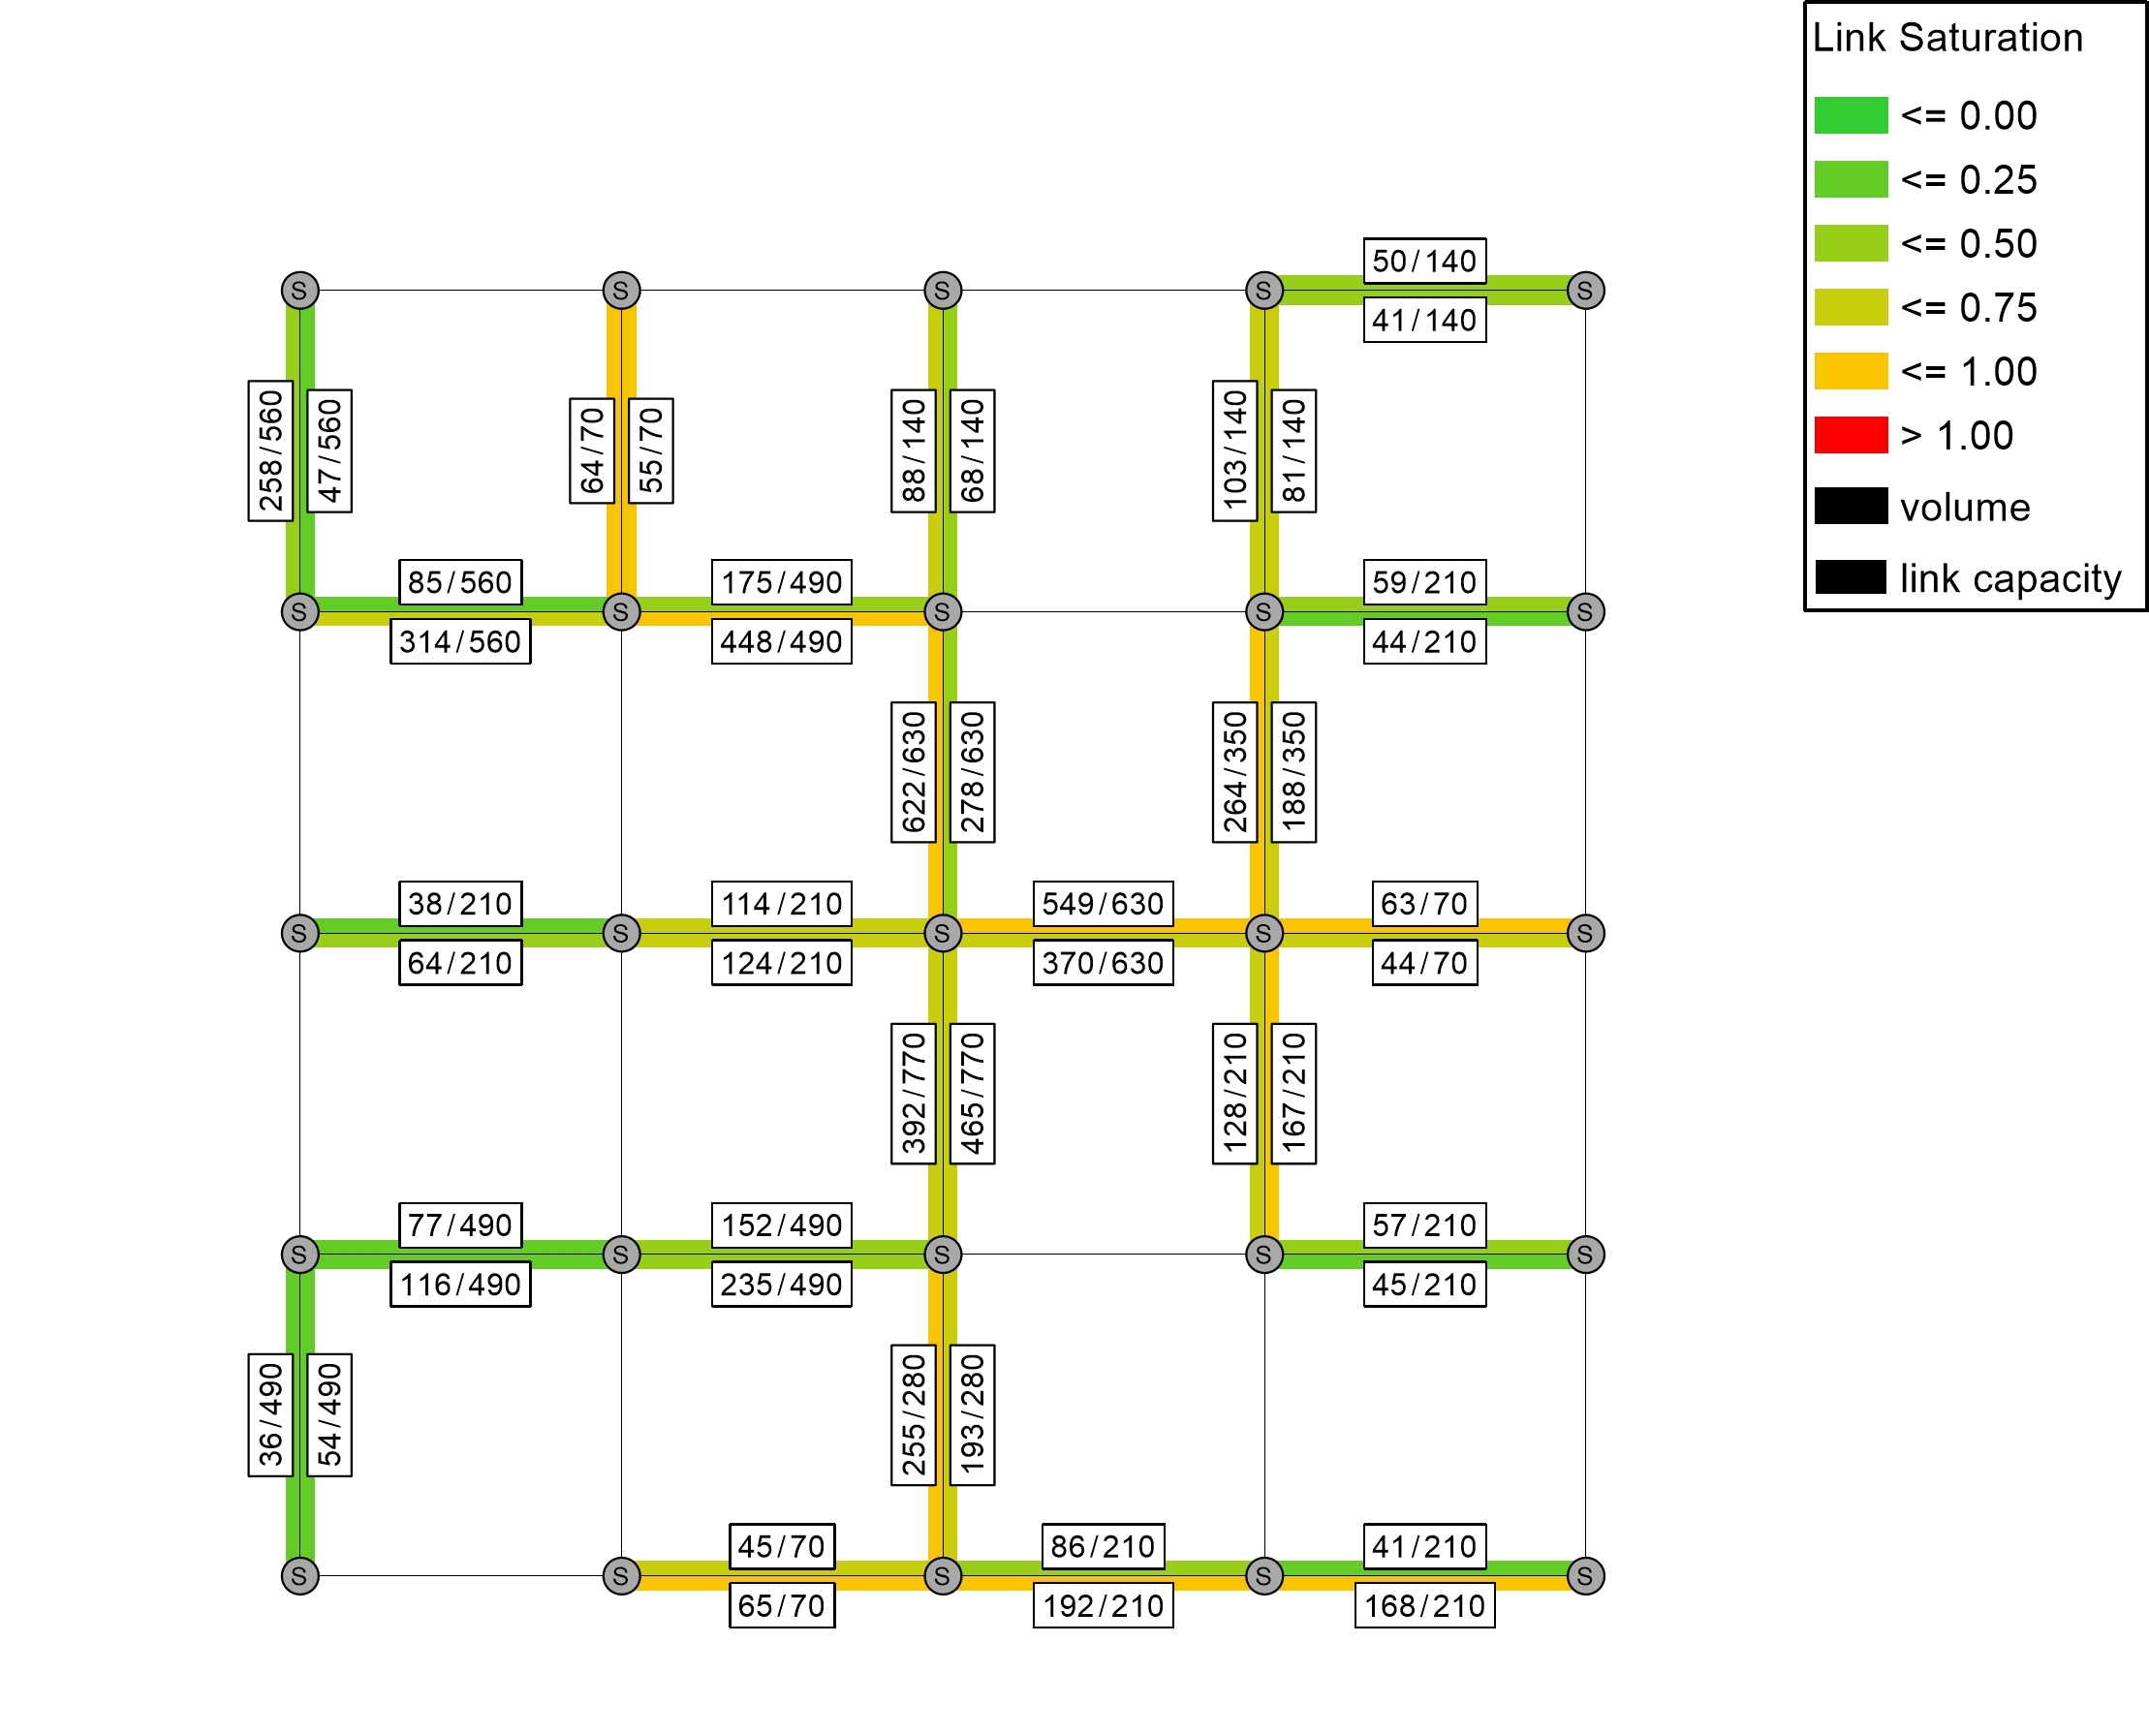 Link Saturation
<= 0.00
<= 0.25
<= 0.50
<= 0.75
<= 1.00
> 1.00
volume
link capacity
50/140
S
S
S
S
S
41/140
258/560
47/560
64/70
55/70
88/140
68/140
103/140
81/140
85/560
175/490
59/210
S
S
S
S
S
314/560
448/490
44/210
622/630
278/630
264/350
188/350
38/210
114/210
549/630
63/70
S
S
S
S
S
64/210
124/210
370/630
44/70
392/770
465/770
128/210
167/210
77/490
152/490
57/210
S
S
S
S
S
116/490
235/490
45/210
36/490
54/490
255/280
193/280
45/70
86/210
41/210
S
S
S
S
S
65/70
192/210
168/210